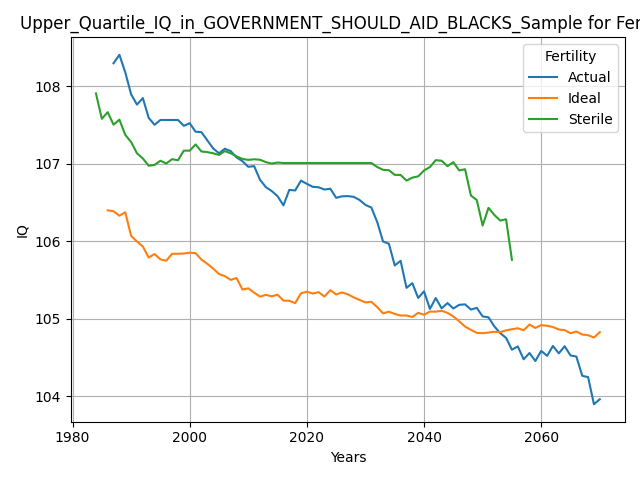 Upper_Quartile_IQ_in_GOVERNMENT_SHOULD_AID_BLACKS_Sample for Fer
Fertility
Actual
Ideal
Sterile
108
107
106
105
104
IQ
1980 2000 2020 2040 2060
Years